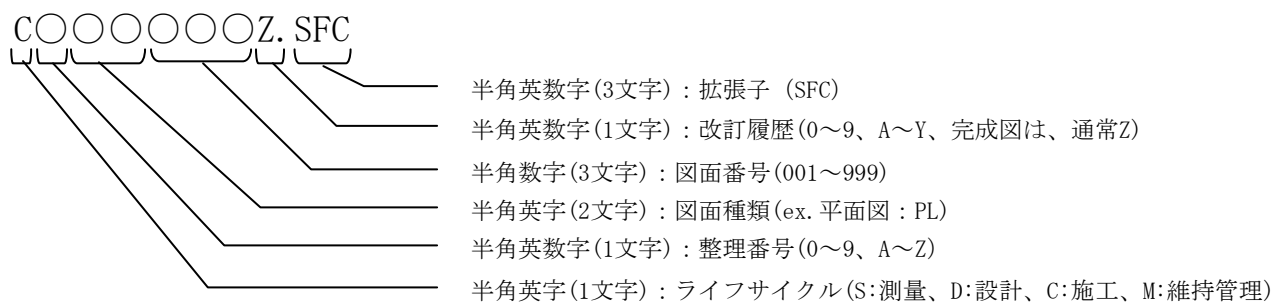 C○○○○○○Z.SFC
半角英数字(3文字)：拡張子 (SFC)
半角英数字(1文字)：改訂履歴(0～9、A～Y、完成図は、通常Z)
半角数字(3文字)：図面番号(001～999)
半角英字(2文字)：図面種類(ex.平面図：PL)
半角英数字(1文字)：整理番号(0～9、A～Z)
半角英字(1文字)：ライフサイクル(S:測量、D:設計、C:施工、M:維持管理)